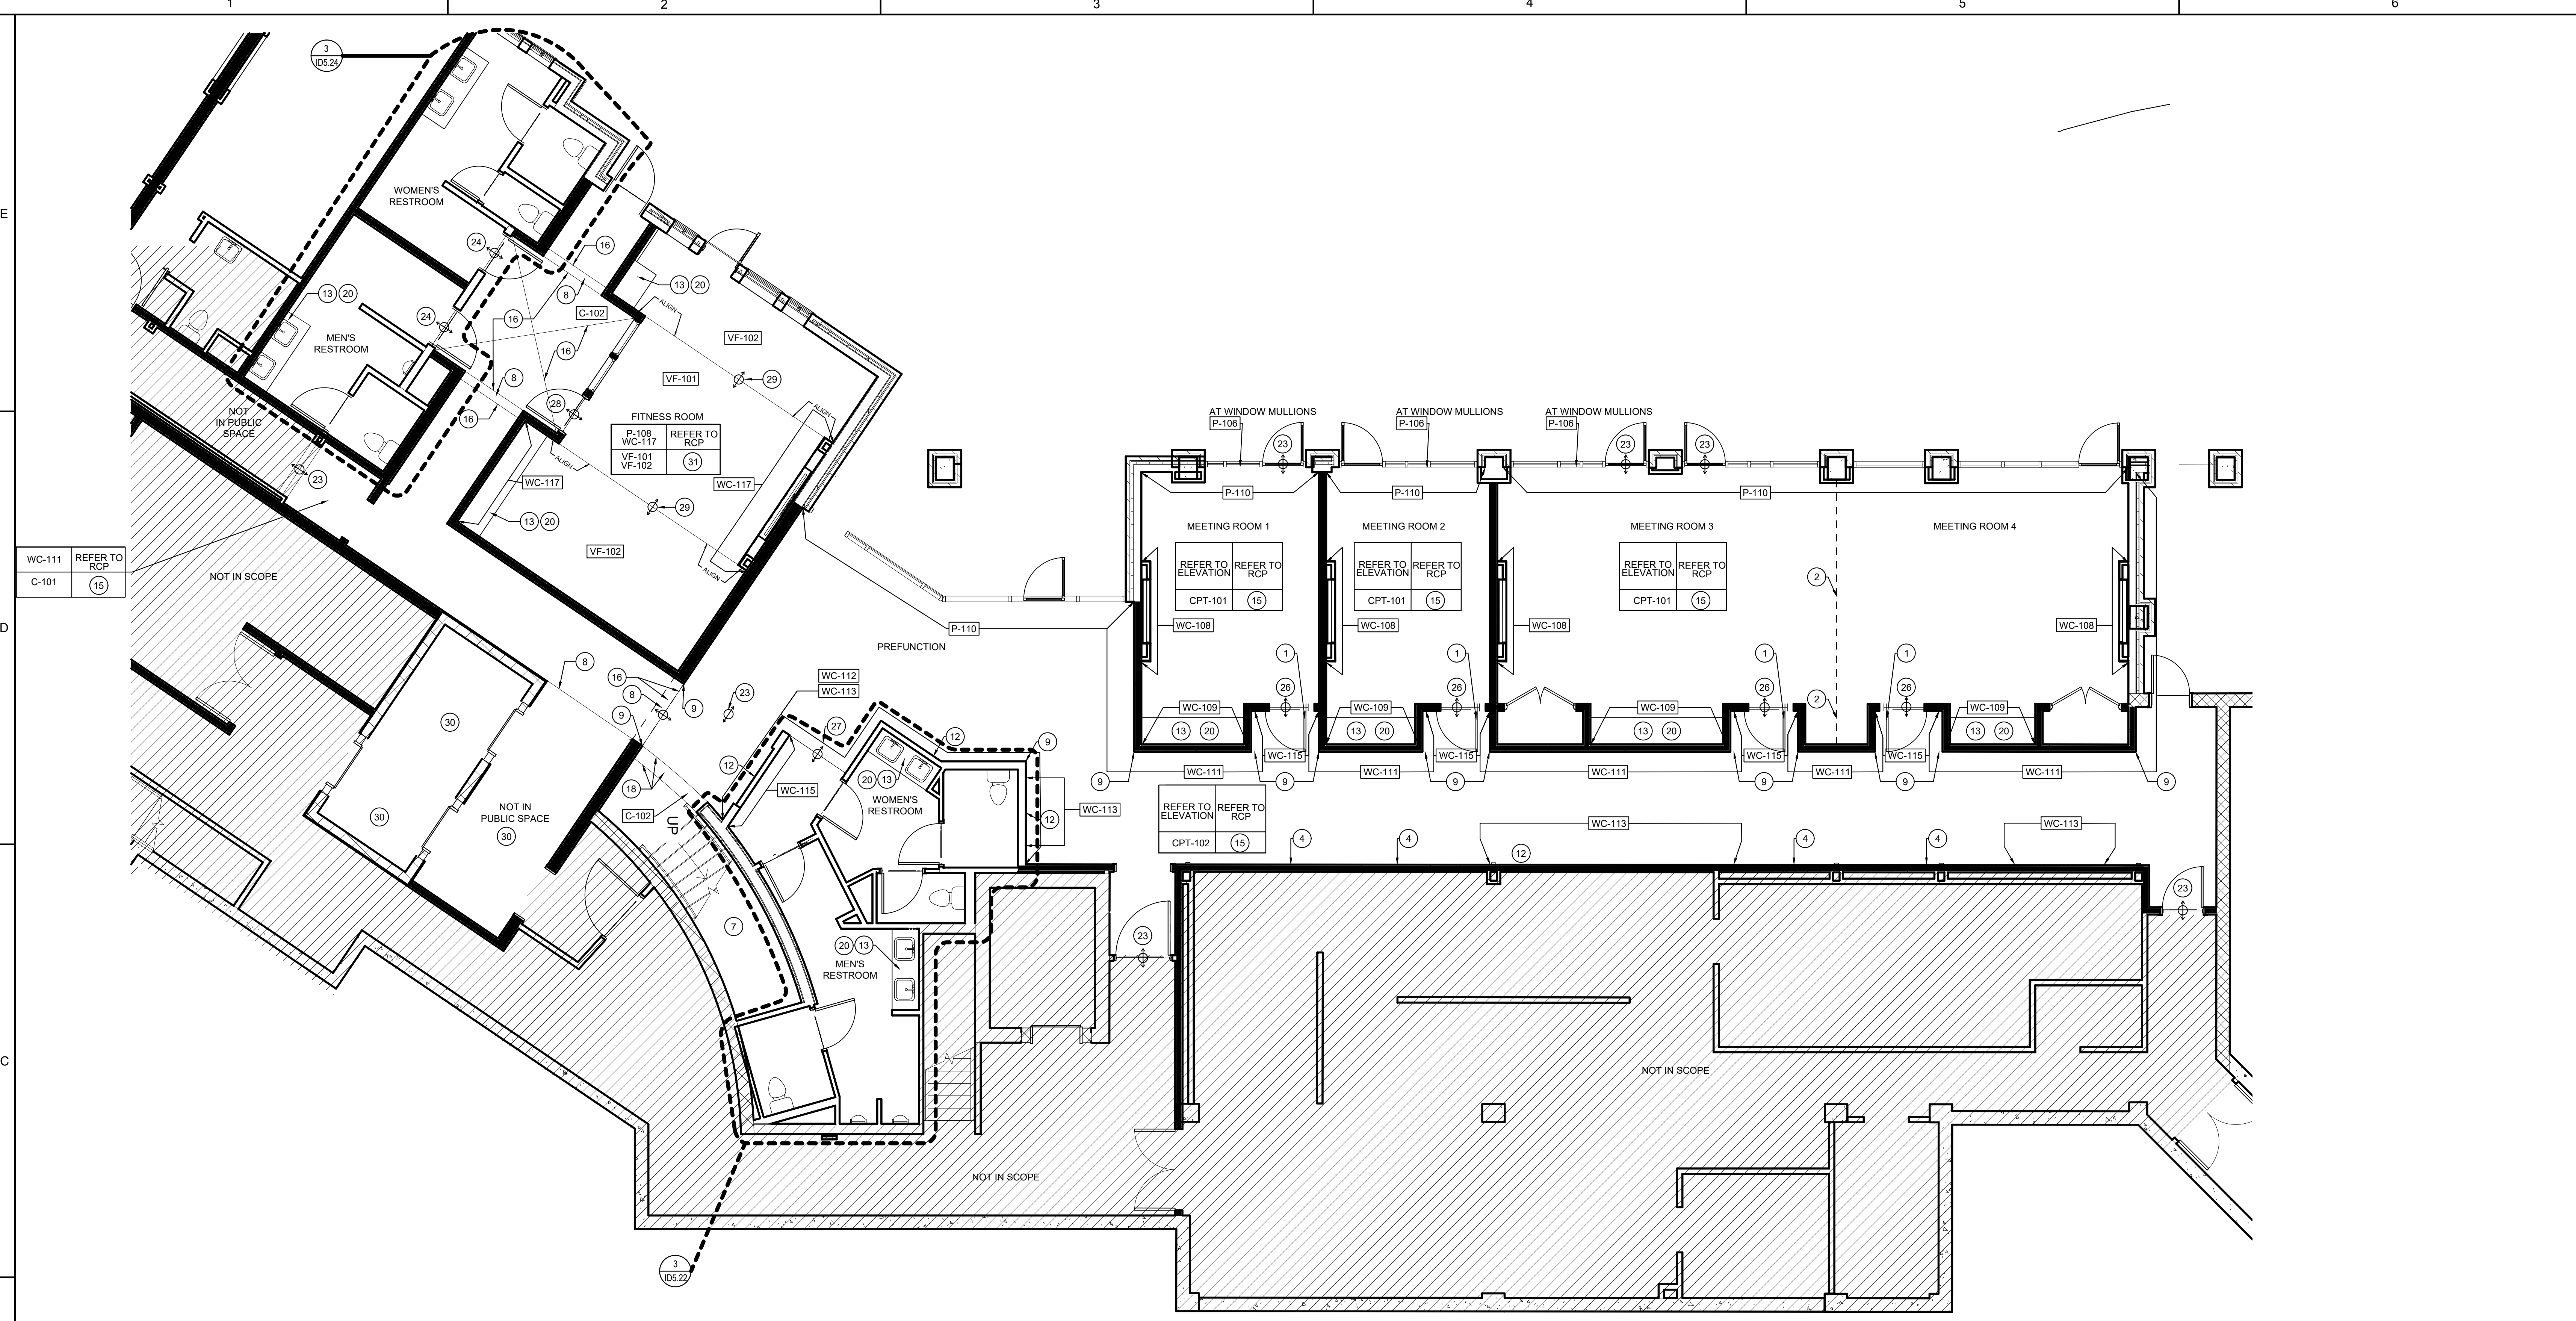 1
2
3
4
5
6
E
D
C
3
ID5.24
WOMEN'S
RESTROOM
24
16
13 20
8
13 20
ALIGN
C-102
16
24
MEN'S
RESTROOM
16
VF-102
VF-101
29
8
28
ALIGN
16
FITNESS ROOM
P-108
WC-117
REFER TO
RCP
VF-101
VF-102
31
NOT
IN PUBLIC
SPACE
23
ALIGN
WC-117
WC-117
29
13 20
VF-102
ALIGN
WC-111
REFER TO
RCP
C-101
15
NOT IN SCOPE
AT WINDOW MULLIONS
P-106
AT WINDOW MULLIONS
P-106
AT WINDOW MULLIONS
P-106
23
23
23
P-110
P-110
P-110
MEETING ROOM 1
MEETING ROOM 2
MEETING ROOM 3
MEETING ROOM 4
REFER TO
ELEVATION
REFER TO
RCP
CPT-101
15
REFER TO
ELEVATION
REFER TO
RCP
CPT-101
15
REFER TO
ELEVATION
REFER TO
RCP
CPT-101
15
2
P-110
WC-108
WC-108
WC-108
WC-108
PREFUNCTION
8
1
1
1
1
16
8
9
23
WC-112
WC-113
26
26
26
26
2
WC-109
WC-109
WC-109
WC-109
13 20
13 20
13 20
13 20
9
27
12
9
30
12
WC-115
WC-115
WC-115
WC-115
WC-111
WC-111
WC-111
WC-111
WC-111
9
9
9
9
9
9
18
20 13
WC-115
WOMEN'S
RESTROOM
WC-113
12
C-102
UP
30
NOT IN
PUBLIC SPACE
30
REFER TO
ELEVATION
REFER TO
RCP
CPT-102
15
WC-113
WC-113
4
4
4
4
12
23
7
20 13
MEN'S
RESTROOM
23
NOT IN SCOPE
NOT IN SCOPE
3
ID5.22